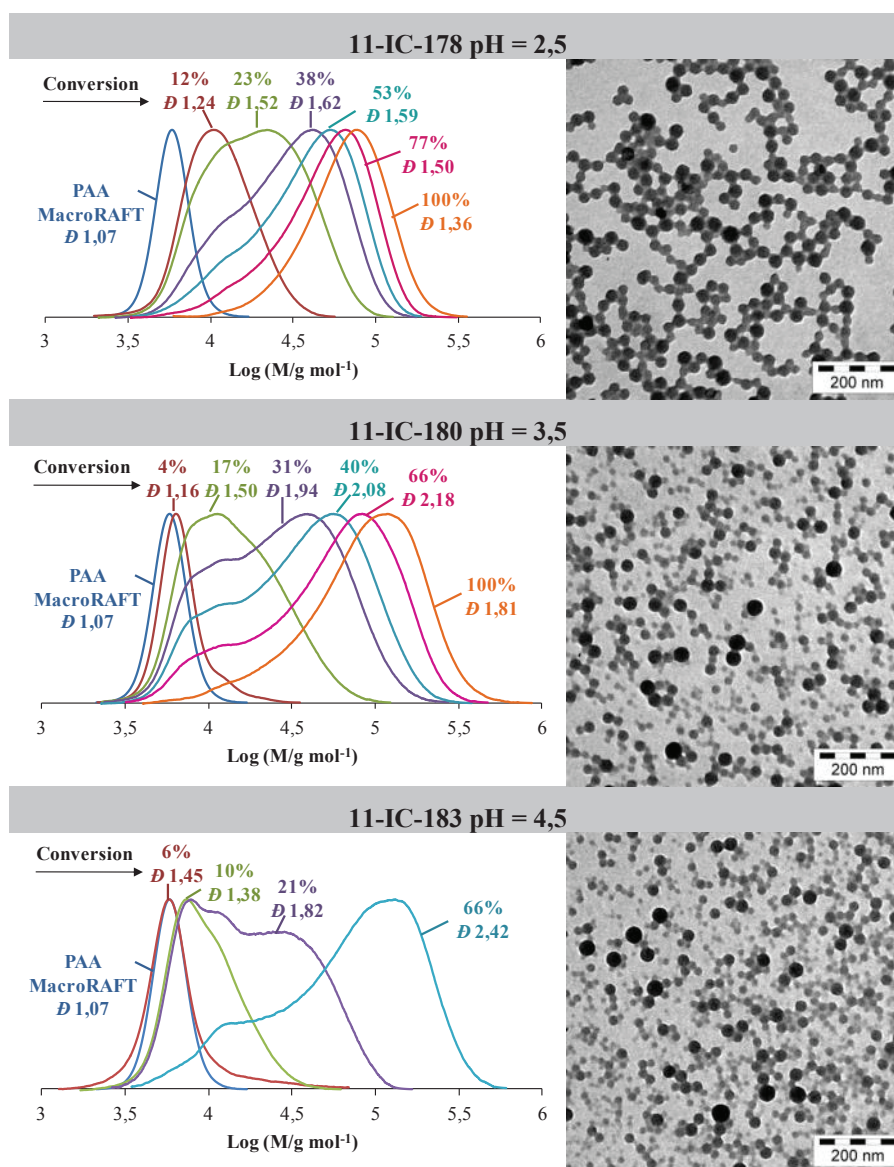 11-IC-178 pH = 2,5
Conversion
12%
Đ 1,24
23%
Đ 1,52
38%
Đ 1,62
53%
Đ 1,59
77%
Đ 1,50
100%
Đ 1,36
PAA
MacroRAFT
Đ 1,07
3 3,5 4 4,5 5 5,5 6
Log (M/g mol⁻¹)
200 nm
11-IC-180 pH = 3,5
Conversion
4%
Đ 1,16
17%
Đ 1,50
31%
Đ 1,94
40%
Đ 2,08
66%
Đ 2,18
100%
Đ 1,81
PAA
MacroRAFT
Đ 1,07
3 3,5 4 4,5 5 5,5 6
Log (M/g mol⁻¹)
200 nm
11-IC-183 pH = 4,5
Conversion
6%
Đ 1,45
10%
Đ 1,38
21%
Đ 1,82
66%
Đ 2,42
PAA
MacroRAFT
Đ 1,07
3 3,5 4 4,5 5 5,5 6
Log (M/g mol⁻¹)
200 nm